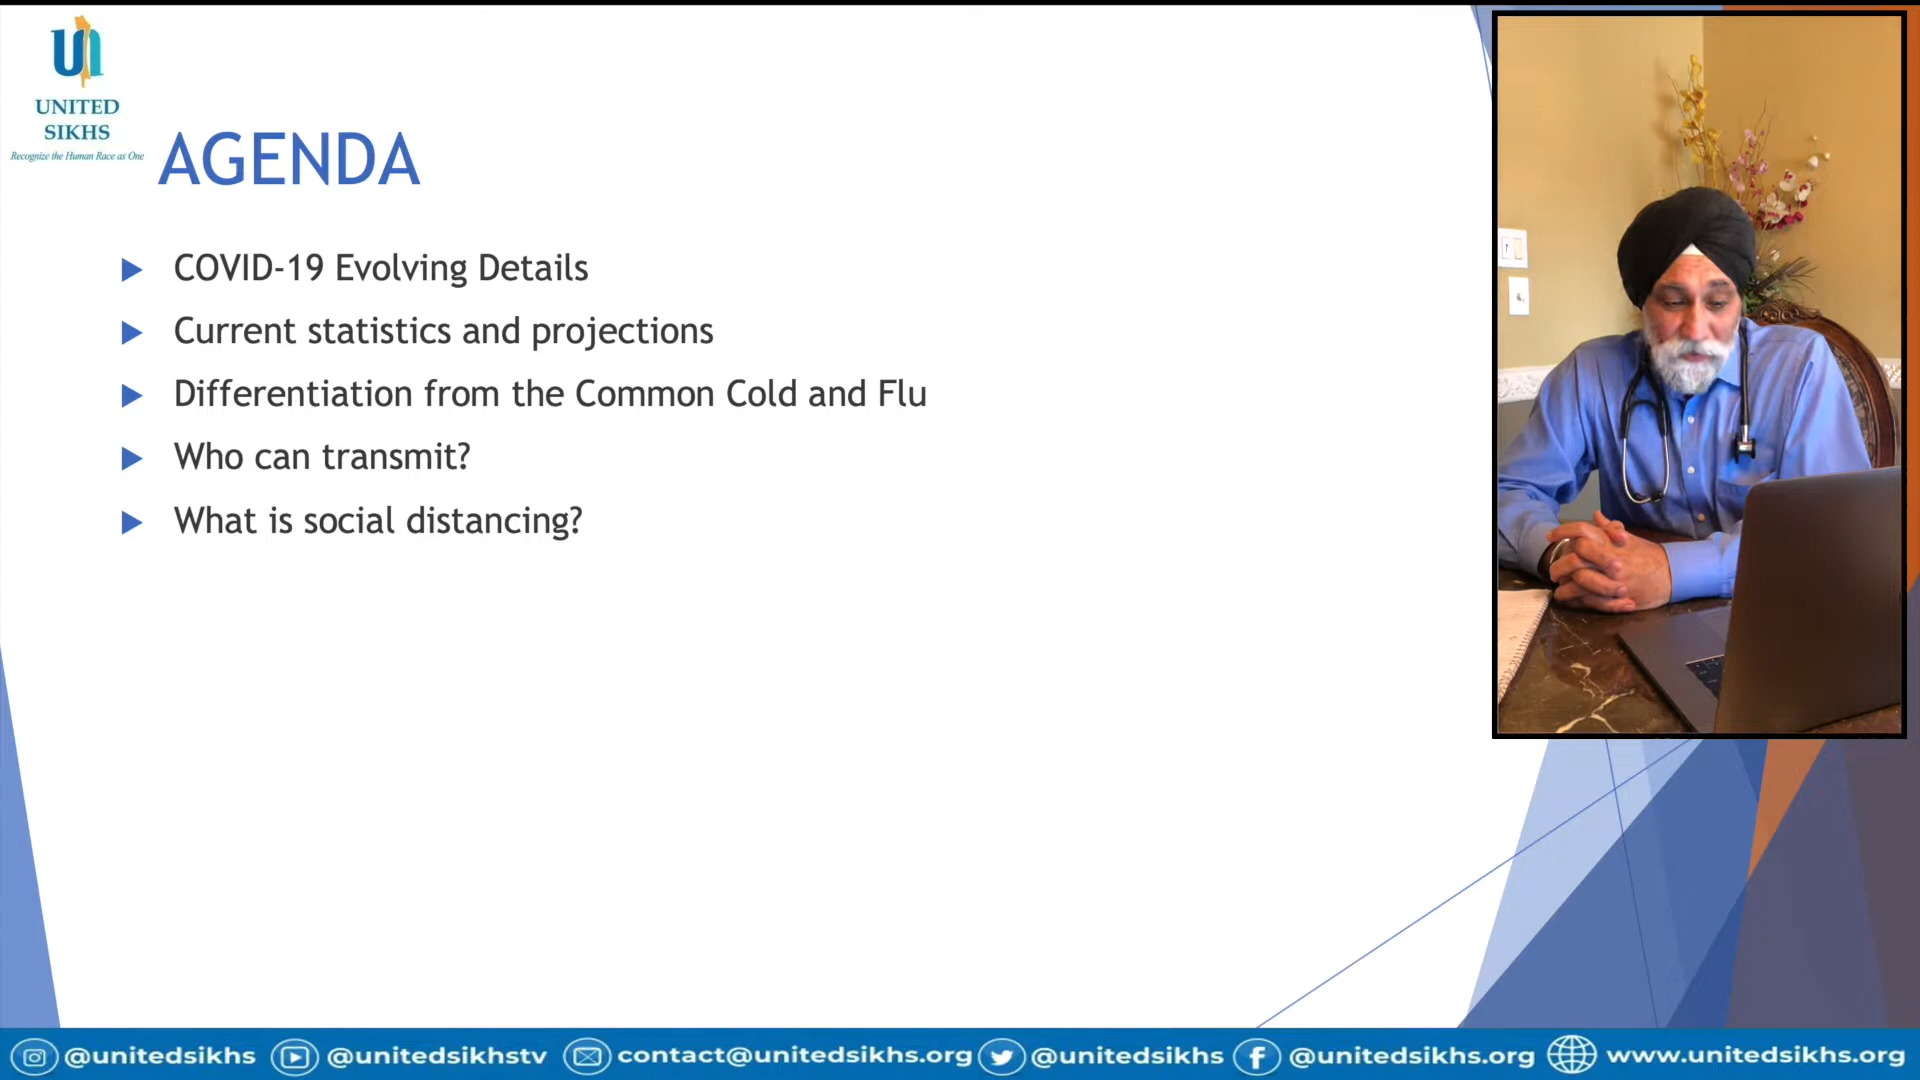 UNITED
SIKHS
Recognize the Human Race as One
AGENDA
COVID-19 Evolving Details
Current statistics and projections
Differentiation from the Common Cold and Flu
Who can transmit?
What is social distancing?
@unitedsikhs @unitedsikhstv contact@unitedsikhs.org @unitedsikhs @unitedsikhs.org www.unitedsikhs.org